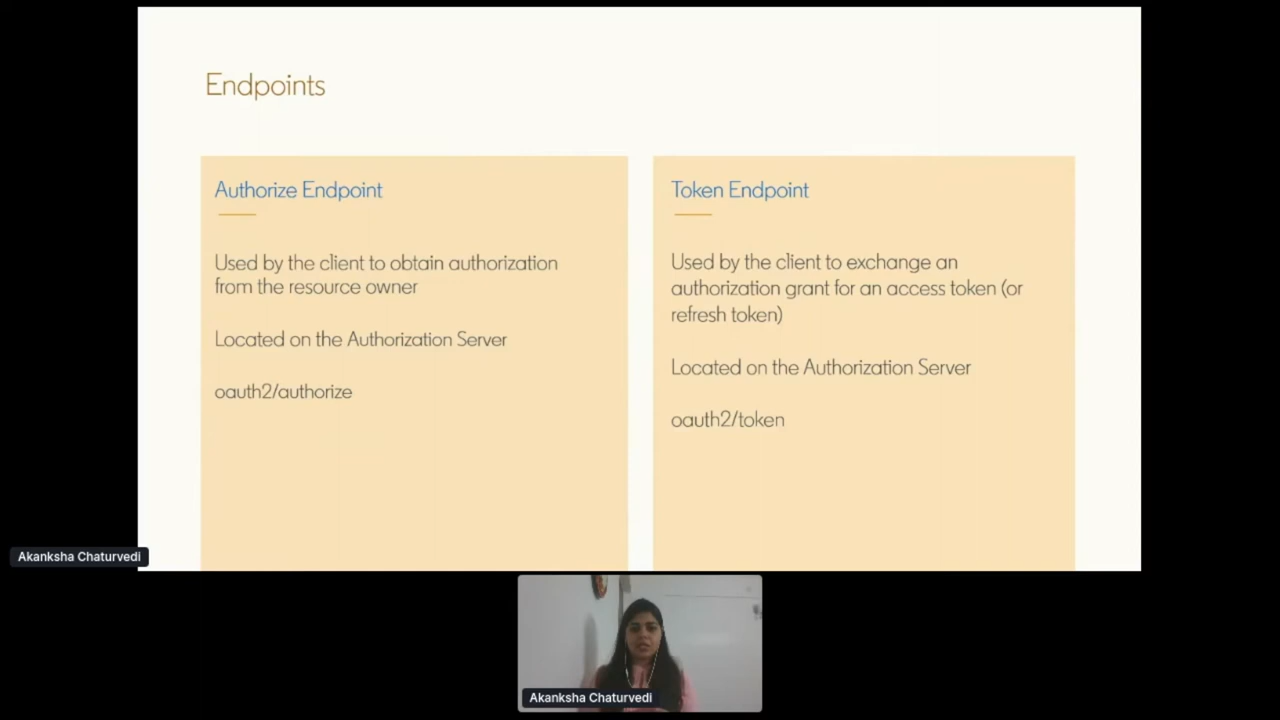 Endpoints
Authorize Endpoint
Used by the client to obtain authorization
from the resource owner
Located on the Authorization Server
oauth2/authorize
Token Endpoint
Used by the client to exchange an
authorization grant for an access token (or
refresh token)
Located on the Authorization Server
oauth2/token
Akanksha Chaturvedi
Akanksha Chaturvedi